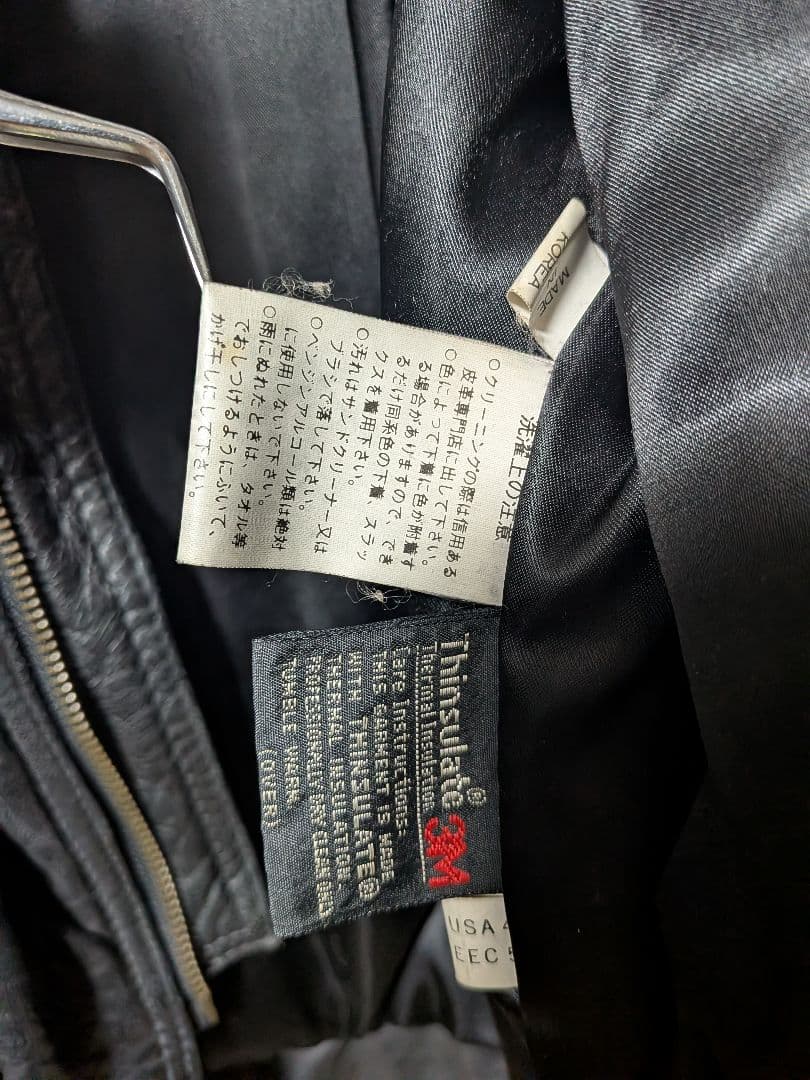 MADE
IN
KOREA
洗濯上の注意
○クリーニングの際は信用ある
皮革専門店に出して下さい。
○色によって下着に色が附着す
る場合がありますので、でき
るだけ同系色の下着、スラッ
クスを着用下さい。
○汚れはサンドクリーナー又は
ブラシで落して下さい。
○ベンジンアルコール類は絶対
に使用しないで下さい。
○雨にぬれたときは、タオル等
でおしつけるようにふいて、
かげ干しにして下さい。
Thinsulate® 3M
Thermal Insulation
Care Instructions:
THIS GARMENT IS MADE
WITH THINSULATE®
THERMAL INSULATION.
PROFESSIONALLY DRY CLEAN
TUMBLE
(OVER)
USA 4
EEC 5